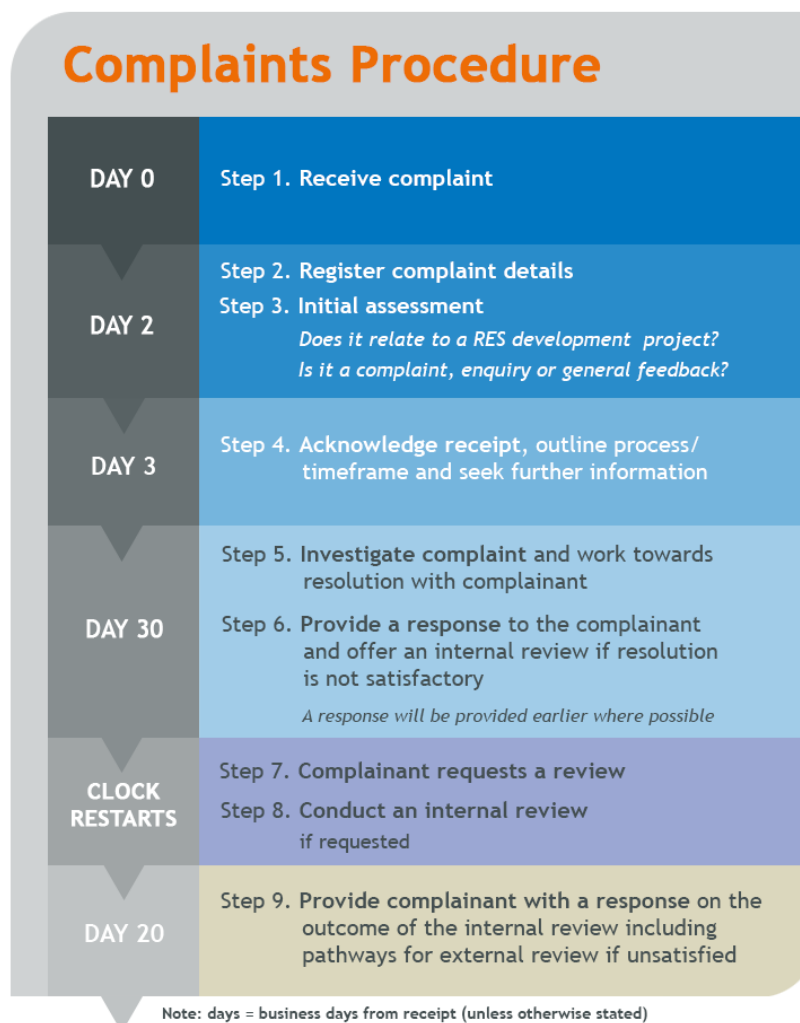 Complaints Procedure
DAY 0
Step 1. Receive complaint
DAY 2
Step 2. Register complaint details
Step 3. Initial assessment
Does it relate to a RES development project?
Is it a complaint, enquiry or general feedback?
DAY 3
Step 4. Acknowledge receipt, outline process/
timeframe and seek further information
DAY 30
Step 5. Investigate complaint and work towards
resolution with complainant
Step 6. Provide a response to the complainant
and offer an internal review if resolution
is not satisfactory
A response will be provided earlier where possible
CLOCK
RESTARTS
Step 7. Complainant requests a review
Step 8. Conduct an internal review
if requested
DAY 20
Step 9. Provide complainant with a response on the
outcome of the internal review including
pathways for external review if unsatisfied
Note: days = business days from receipt (unless otherwise stated)